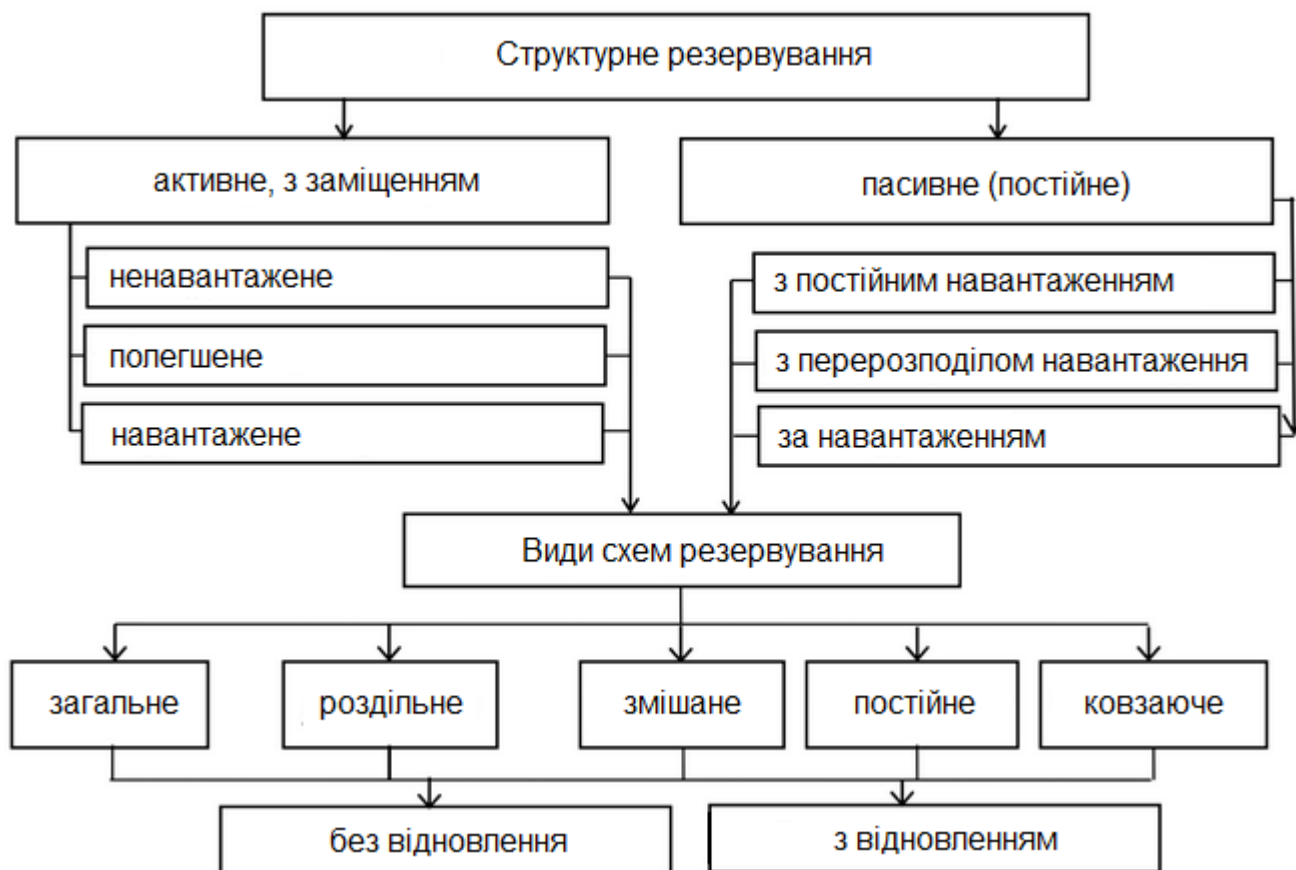 Структурне резервування
активне, з заміщенням
пасивне (постійне)
ненавантажене
полегшене
навантажене
з постійним навантаженням
з перерозподілом навантаження
за навантаженням
Види схем резервування
загальне
роздільне
змішане
постійне
ковзаюче
без відновлення
з відновленням